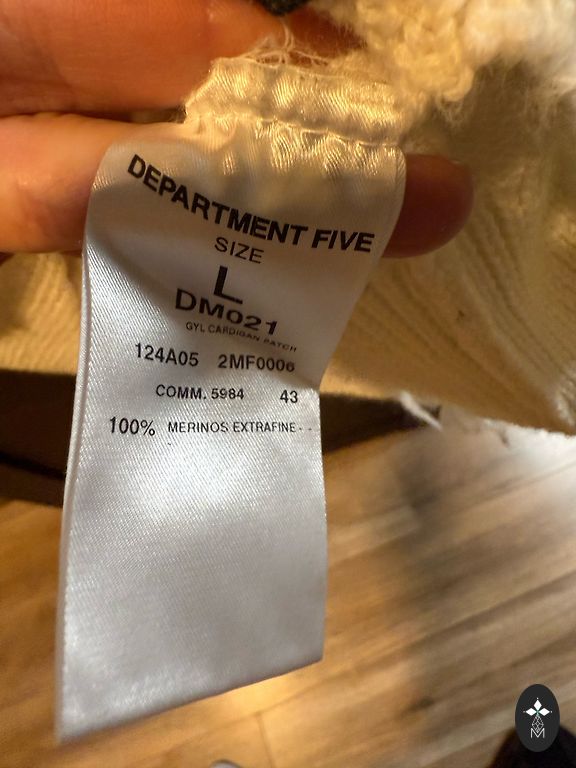 DEPARTMENT FIVE
SIZE
L
DM021
GYL CARDIGAN PATCH
124A05 2MF0006
COMM. 5984 43
100% MERINOS EXTRAFINE - -
M